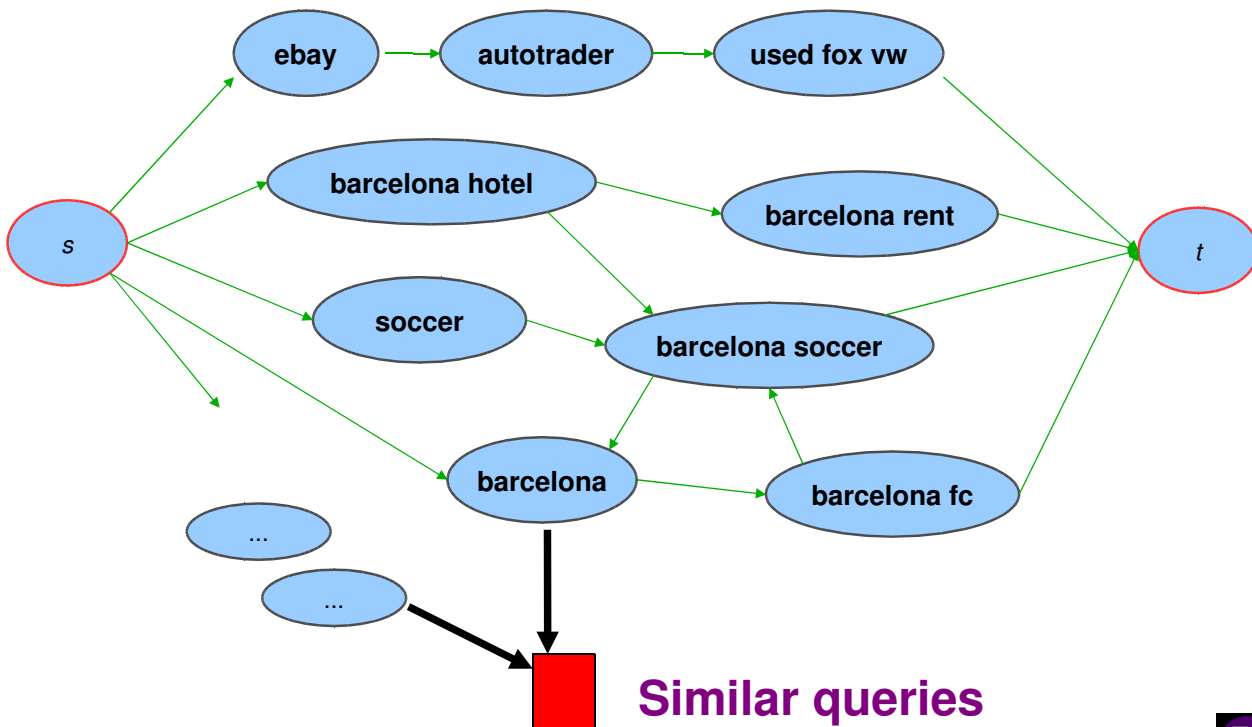 ebay
autotrader
used fox vw
barcelona hotel
barcelona rent
s
t
soccer
barcelona soccer
barcelona
barcelona fc
...
...
Similar queries